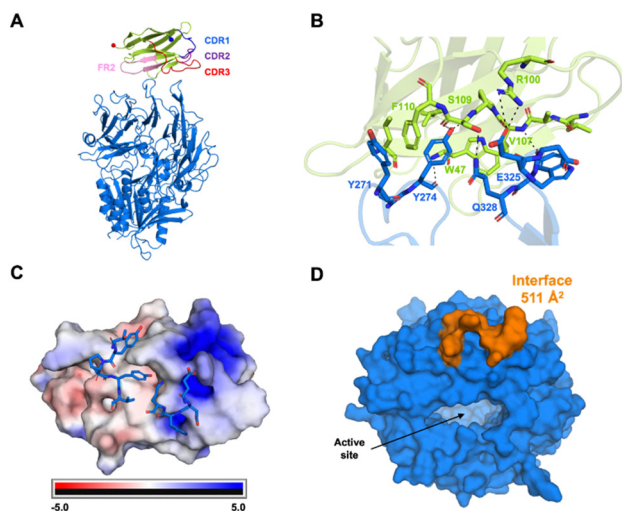 A
CDR1
FR2
CDR2
CDR3
B
R100
S109
F110
V107
Y271
W47
E325
Y274
Q328
C
-5.0
5.0
D
Interface
511 Å²
Active
site